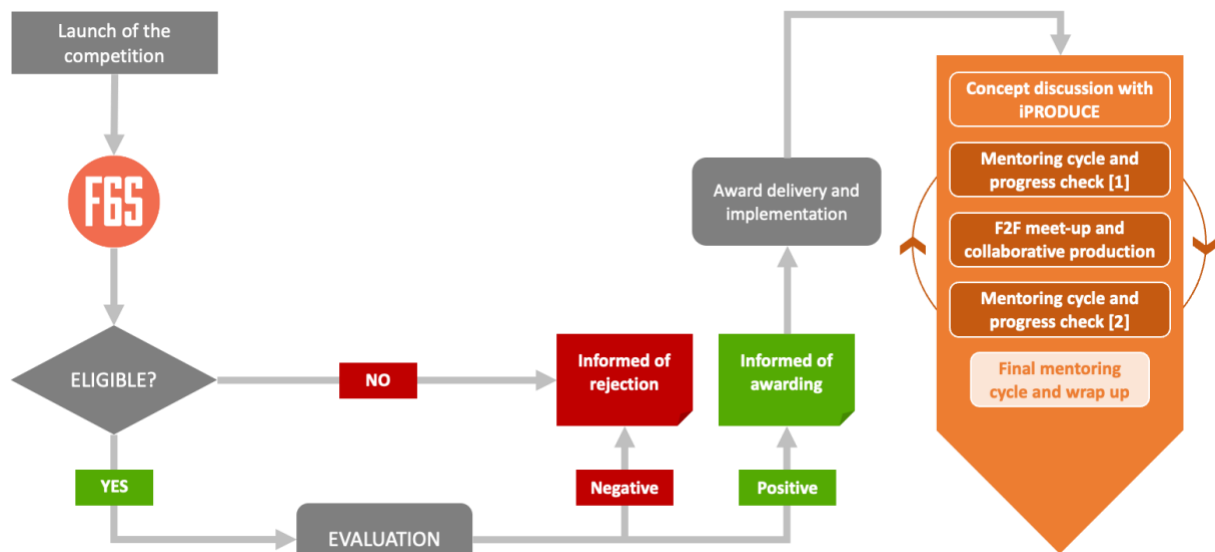 Launch of the
competition
F6S
ELIGIBLE?
NO
YES
EVALUATION
Informed of
rejection
Negative
Informed of
awarding
Positive
Award delivery and
implementation
Concept discussion with
iPRODUCE
Mentoring cycle and
progress check [1]
F2F meet-up and
collaborative production
Mentoring cycle and
progress check [2]
Final mentoring
cycle and wrap up